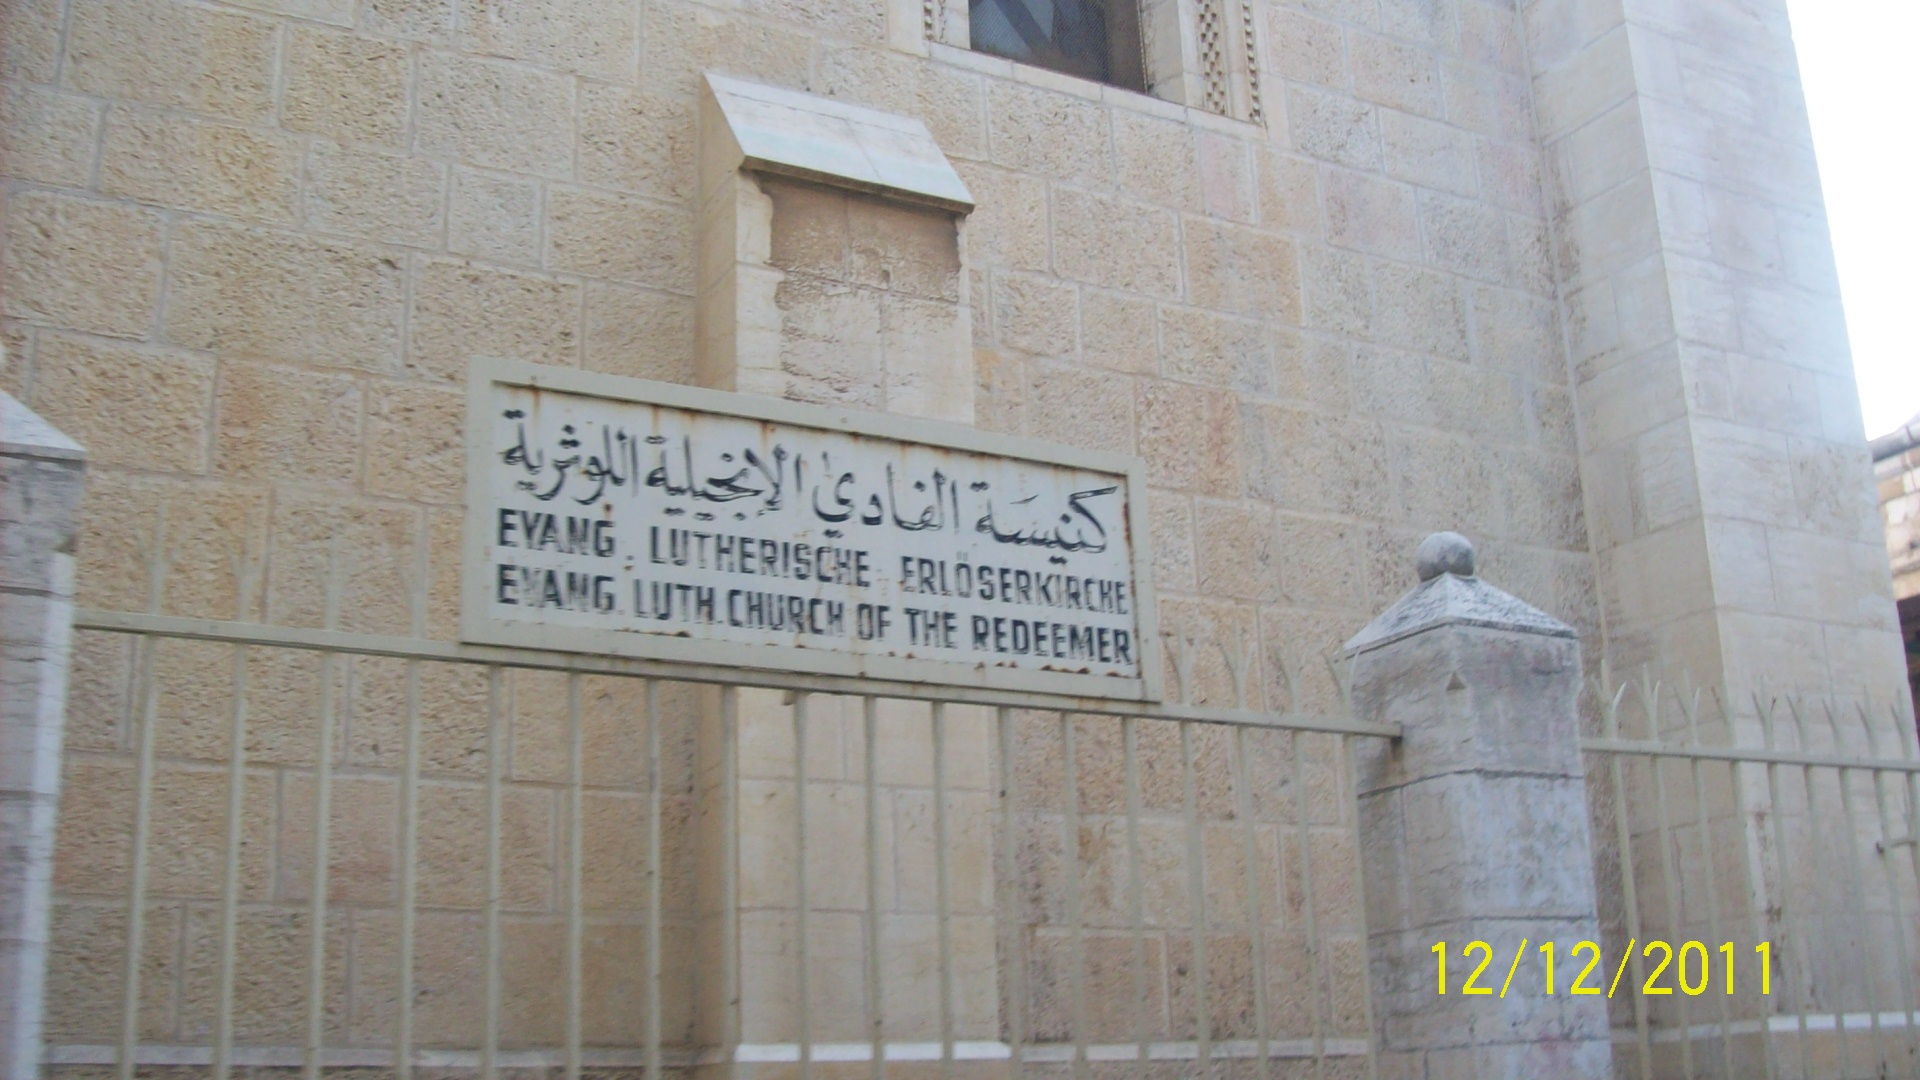 كنيسة الفادي الإنجيلية اللوثرية
EVANG. LUTHERISCHE ERLÖSERKIRCHE
EVANG. LUTH. CHURCH OF THE REDEEMER
12/12/2011